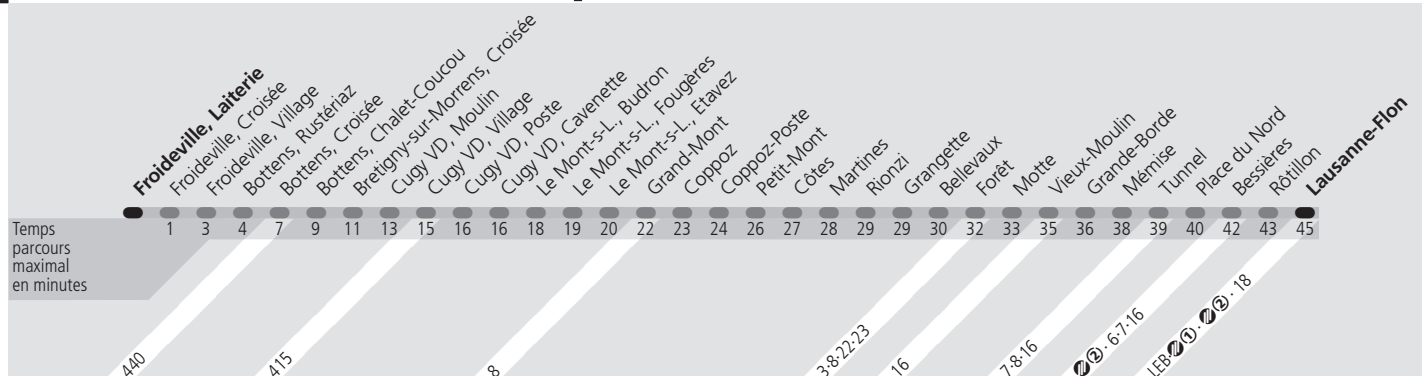 Froideville, Laiterie
Froideville, Croisée
Froideville, Village
Bottens, Rustériaz
Bottens, Croisée
Bottens, Chalet-Coucou
Bretigny-sur-Morrens, Croisée
Cugy VD, Moulin
Cugy VD, Village
Cugy VD, Poste
Cugy VD, Cavenette
Le Mont-s-L., Budron
Le Mont-s-L., Fougères
Le Mont-s-L., Etavez
Grand-Mont
Coppoz
Coppoz-Poste
Petit-Mont
Côtes
Martines
Rionzi
Grangette
Bellevaux
Forêt
Motte
Vieux-Moulin
Grande-Borde
Mémise
Tunnel
Place du Nord
Bessières
Rôtillon
Lausanne-Flon
Temps
parcours
maximal
en minutes
1 3 4 7 9 11 13 15 16 16 18 19 20 22 23 24 26 27 28 29 29 30 32 33 35 36 38 39 40 42 43 45
440
415
8
3·8·22·23
16
7·8·16
m 2 · 6·7·16
LEB · m 1 · m 2 · 18